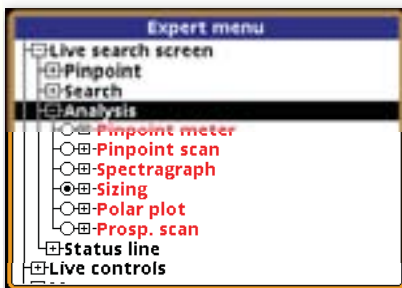 Expert menu
Live search screen
Pinpoint
Search
Analysis
Pinpoint meter
Pinpoint scan
Spectragraph
Sizing
Polar plot
Prosp. scan
Status line
Live controls